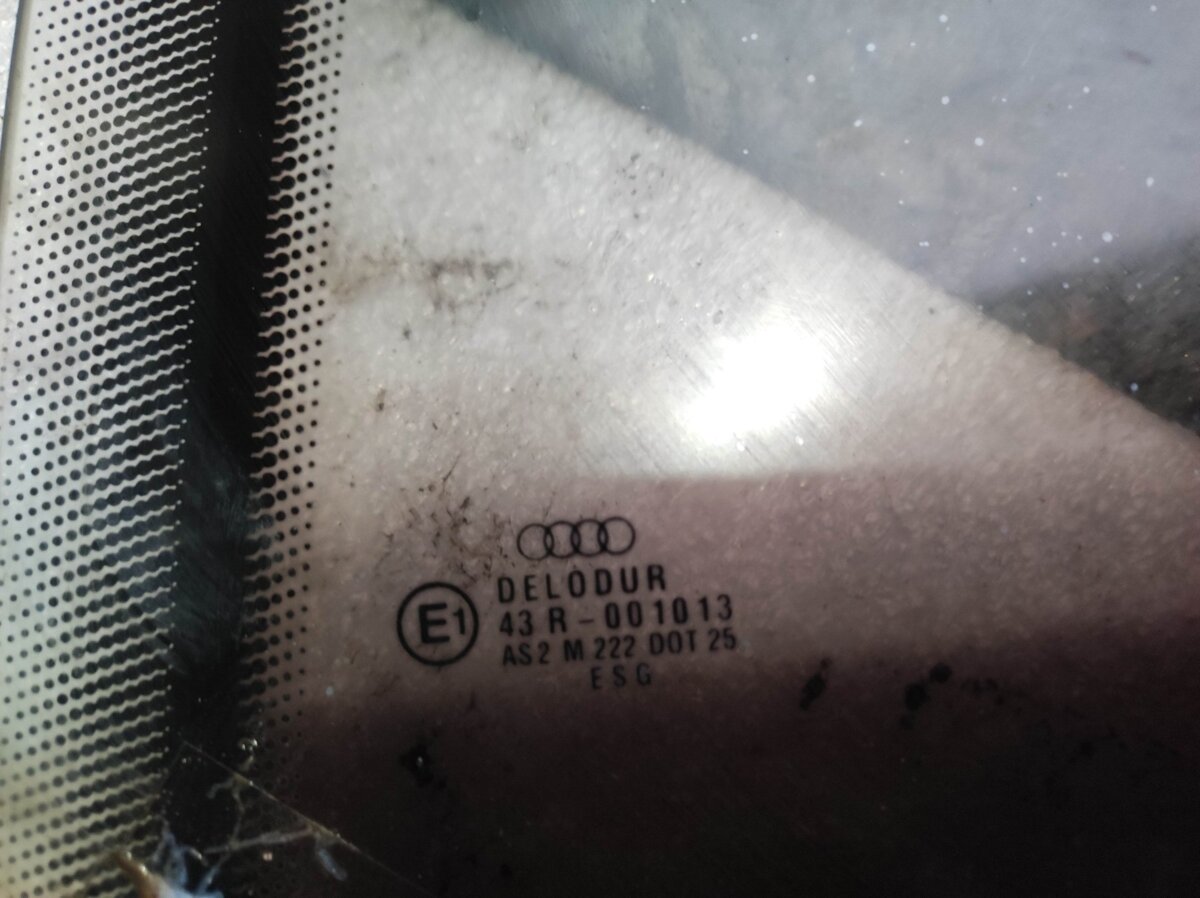 DELODUR
E1
43 R - 001013
AS2 M 222 DOT 25
ESG